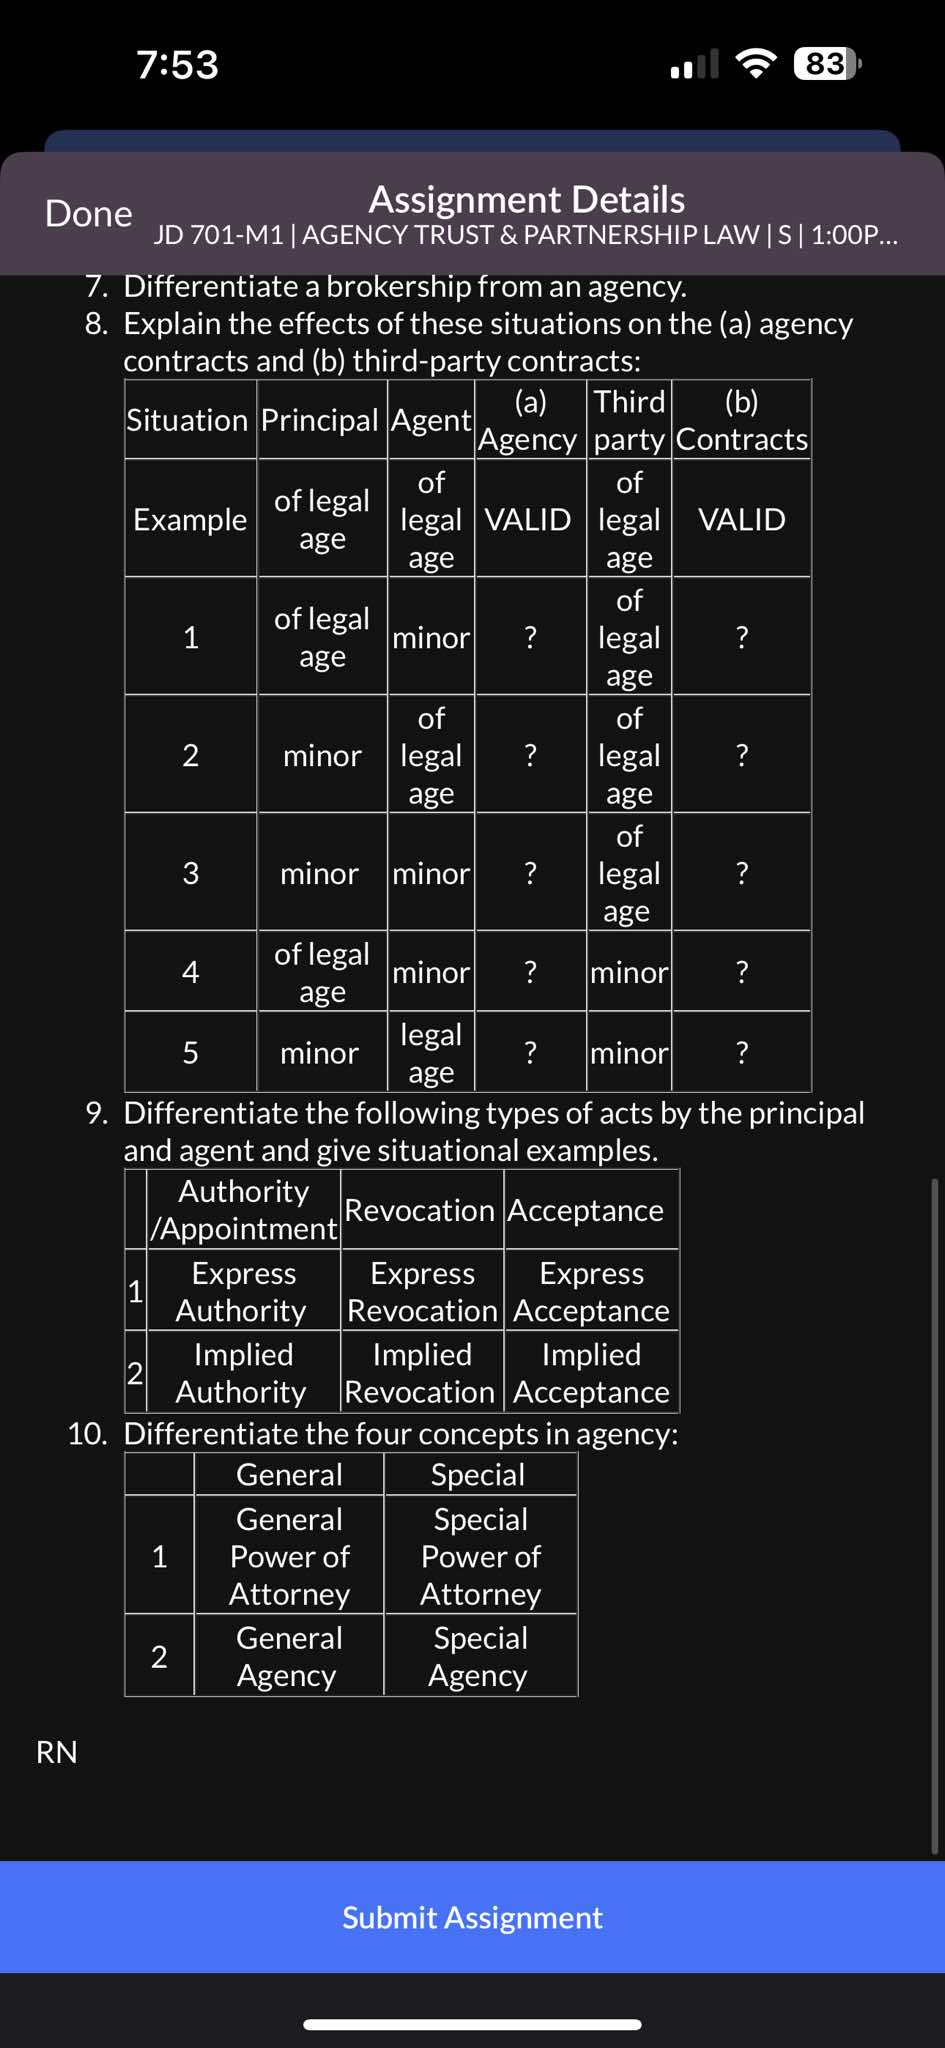 7:53
83
Done
Assignment Details
JD 701-M1 | AGENCY TRUST & PARTNERSHIP LAW | S | 1:00P...
7. Differentiate a brokership from an agency.
8. Explain the effects of these situations on the (a) agency
contracts and (b) third-party contracts:
Situation Principal Agent (a) Agency Third party (b) Contracts
Example of legal age of legal age VALID of legal age VALID
1 of legal age minor ? of legal age ?
2 minor of legal age ? of legal age ?
3 minor minor ? of legal age ?
4 of legal age minor ? minor ?
5 minor legal age ? minor ?
9. Differentiate the following types of acts by the principal
and agent and give situational examples.
Authority /Appointment Revocation Acceptance
1 Express Authority Express Revocation Express Acceptance
2 Implied Authority Implied Revocation Implied Acceptance
10. Differentiate the four concepts in agency:
General Special
1 General Power of Attorney Special Power of Attorney
2 General Agency Special Agency
RN
Submit Assignment